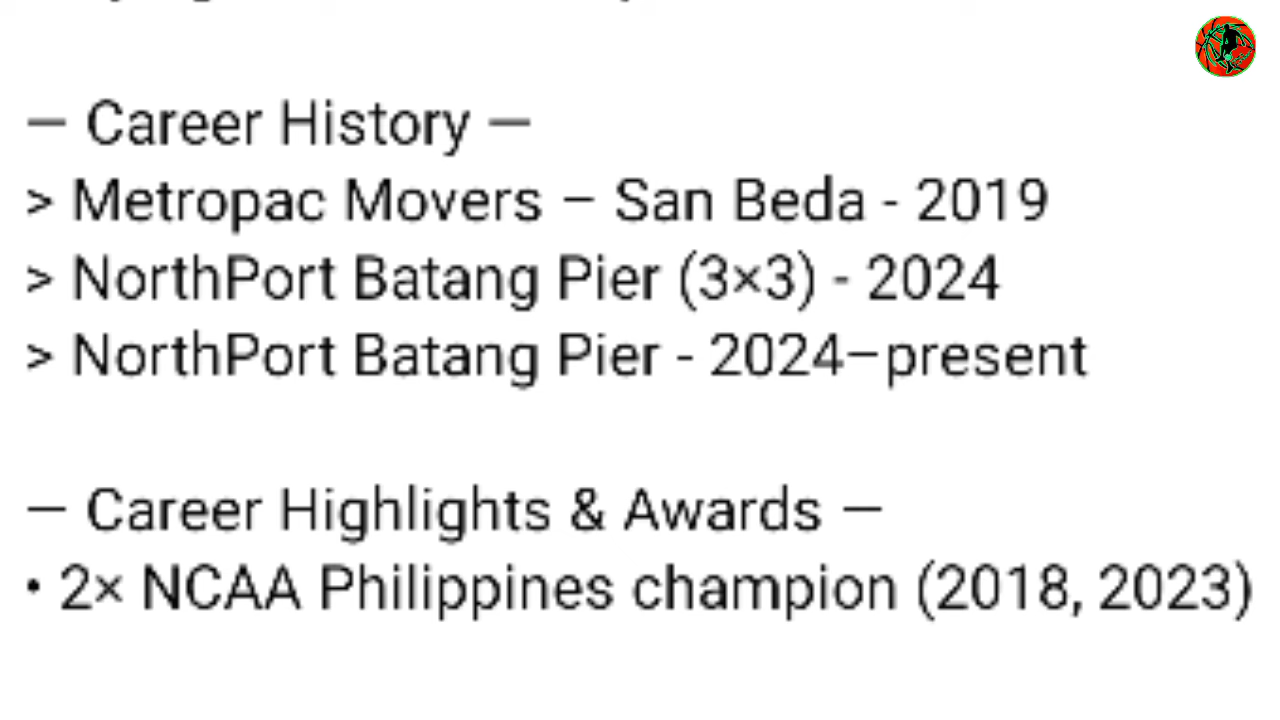 — Career History —
> Metropac Movers – San Beda - 2019
> NorthPort Batang Pier (3×3) - 2024
> NorthPort Batang Pier - 2024–present
— Career Highlights & Awards —
• 2× NCAA Philippines champion (2018, 2023)